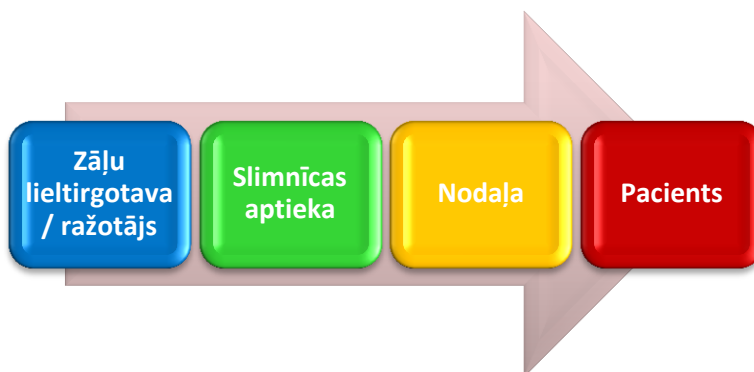 Zāļu
lieltirgotava
/ ražotājs
Slimnīcas
aptieka
Nodaļa
Pacients